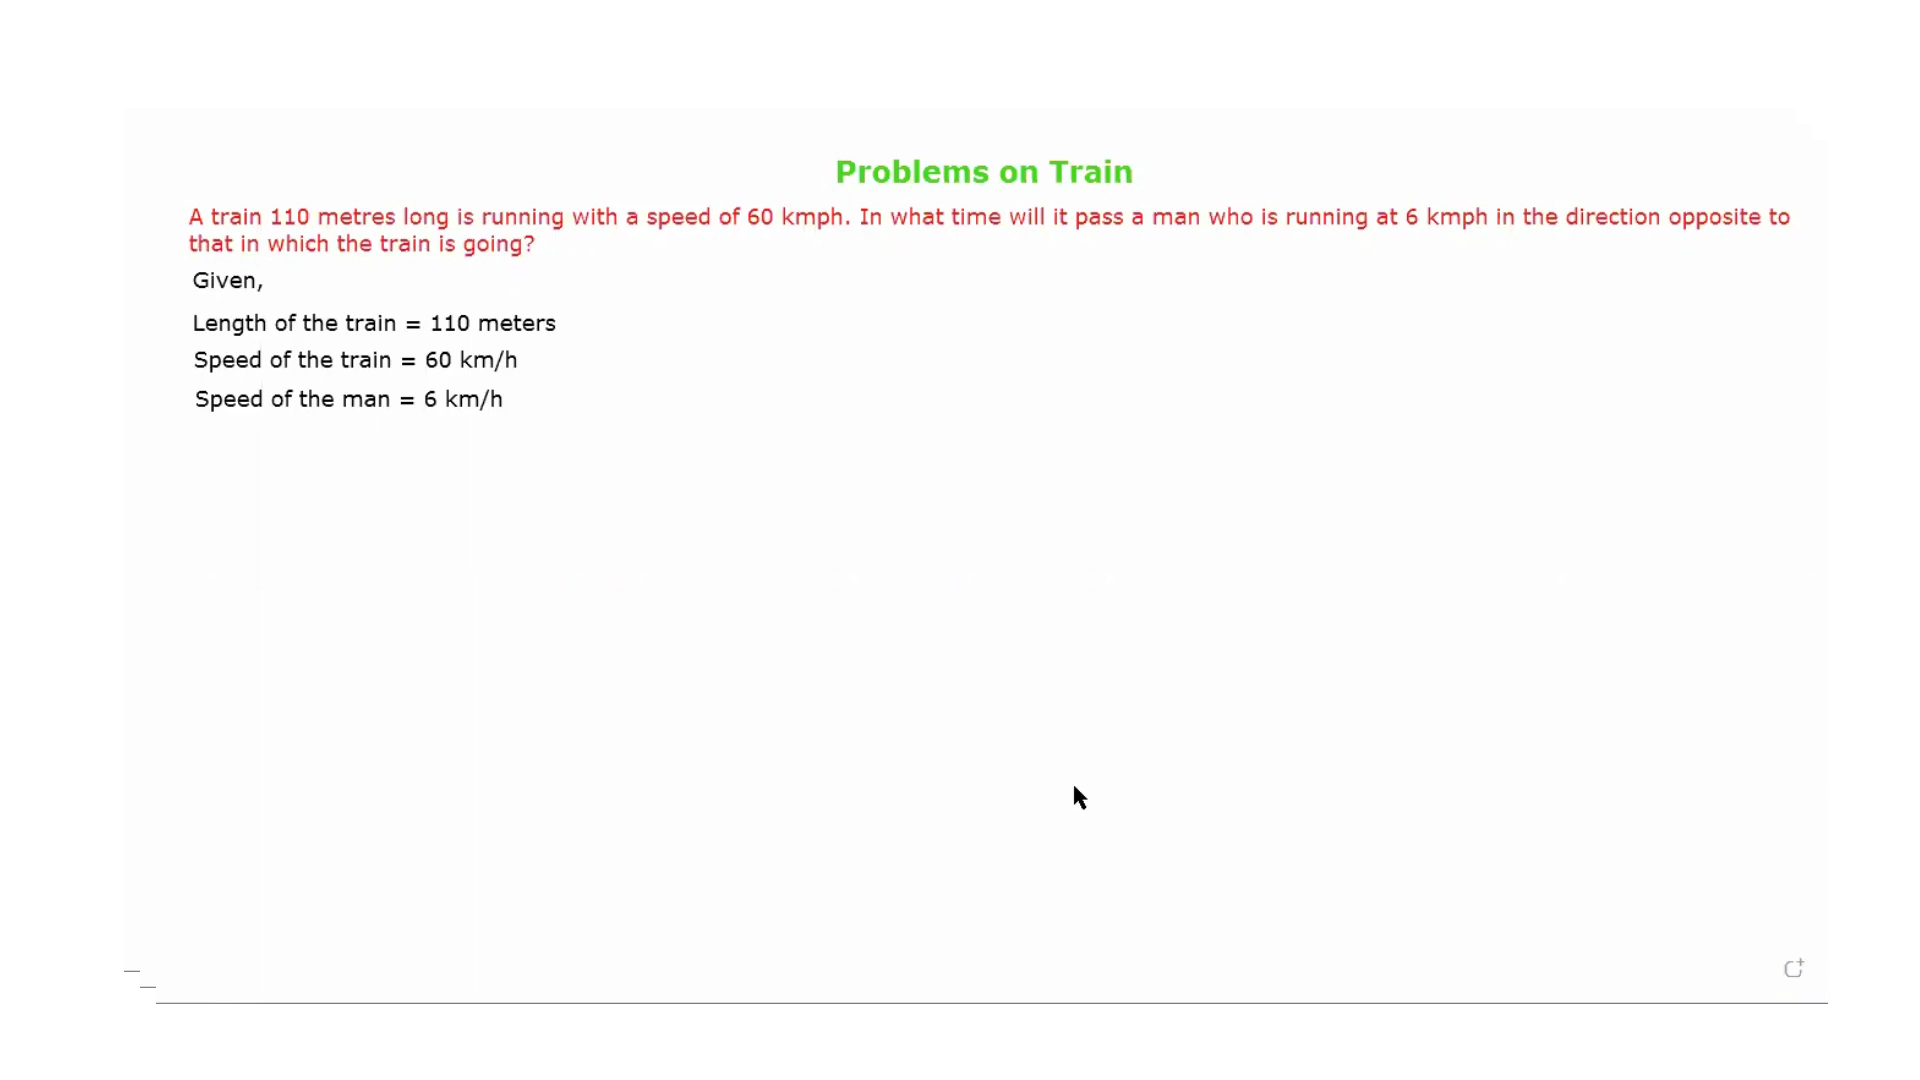 Problems on Train
A train 110 metres long is running with a speed of 60 kmph. In what time will it pass a man who is running at 6 kmph in the direction opposite to
that in which the train is going?
Given,
Length of the train = 110 meters
Speed of the train = 60 km/h
Speed of the man = 6 km/h